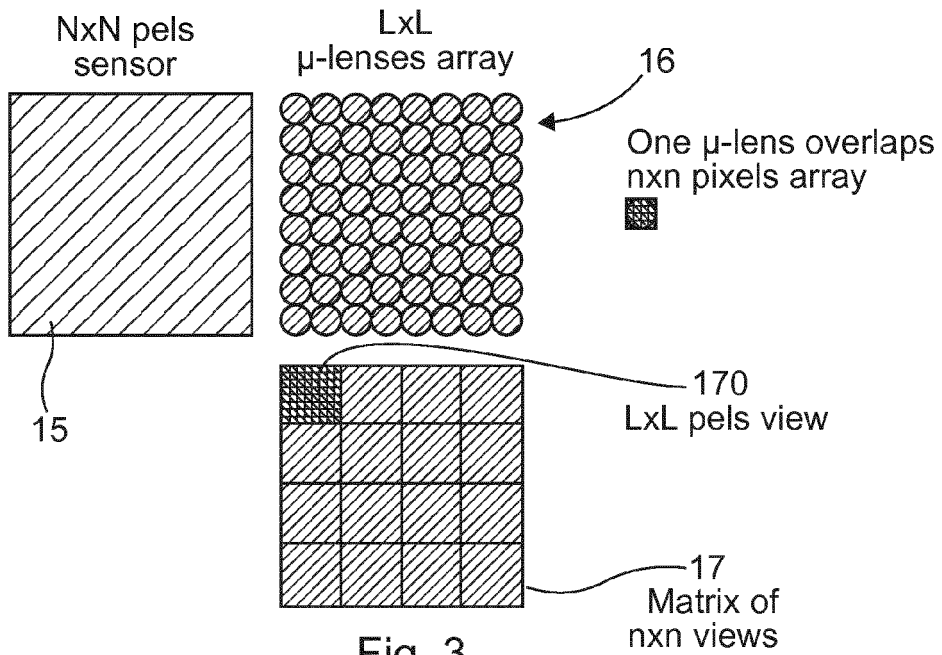 NxN pels
sensor
LxL
µ-lenses array
16
One µ-lens overlaps
nxn pixels array
15
170
LxL pels view
17
Matrix of
nxn views
Fig. 3